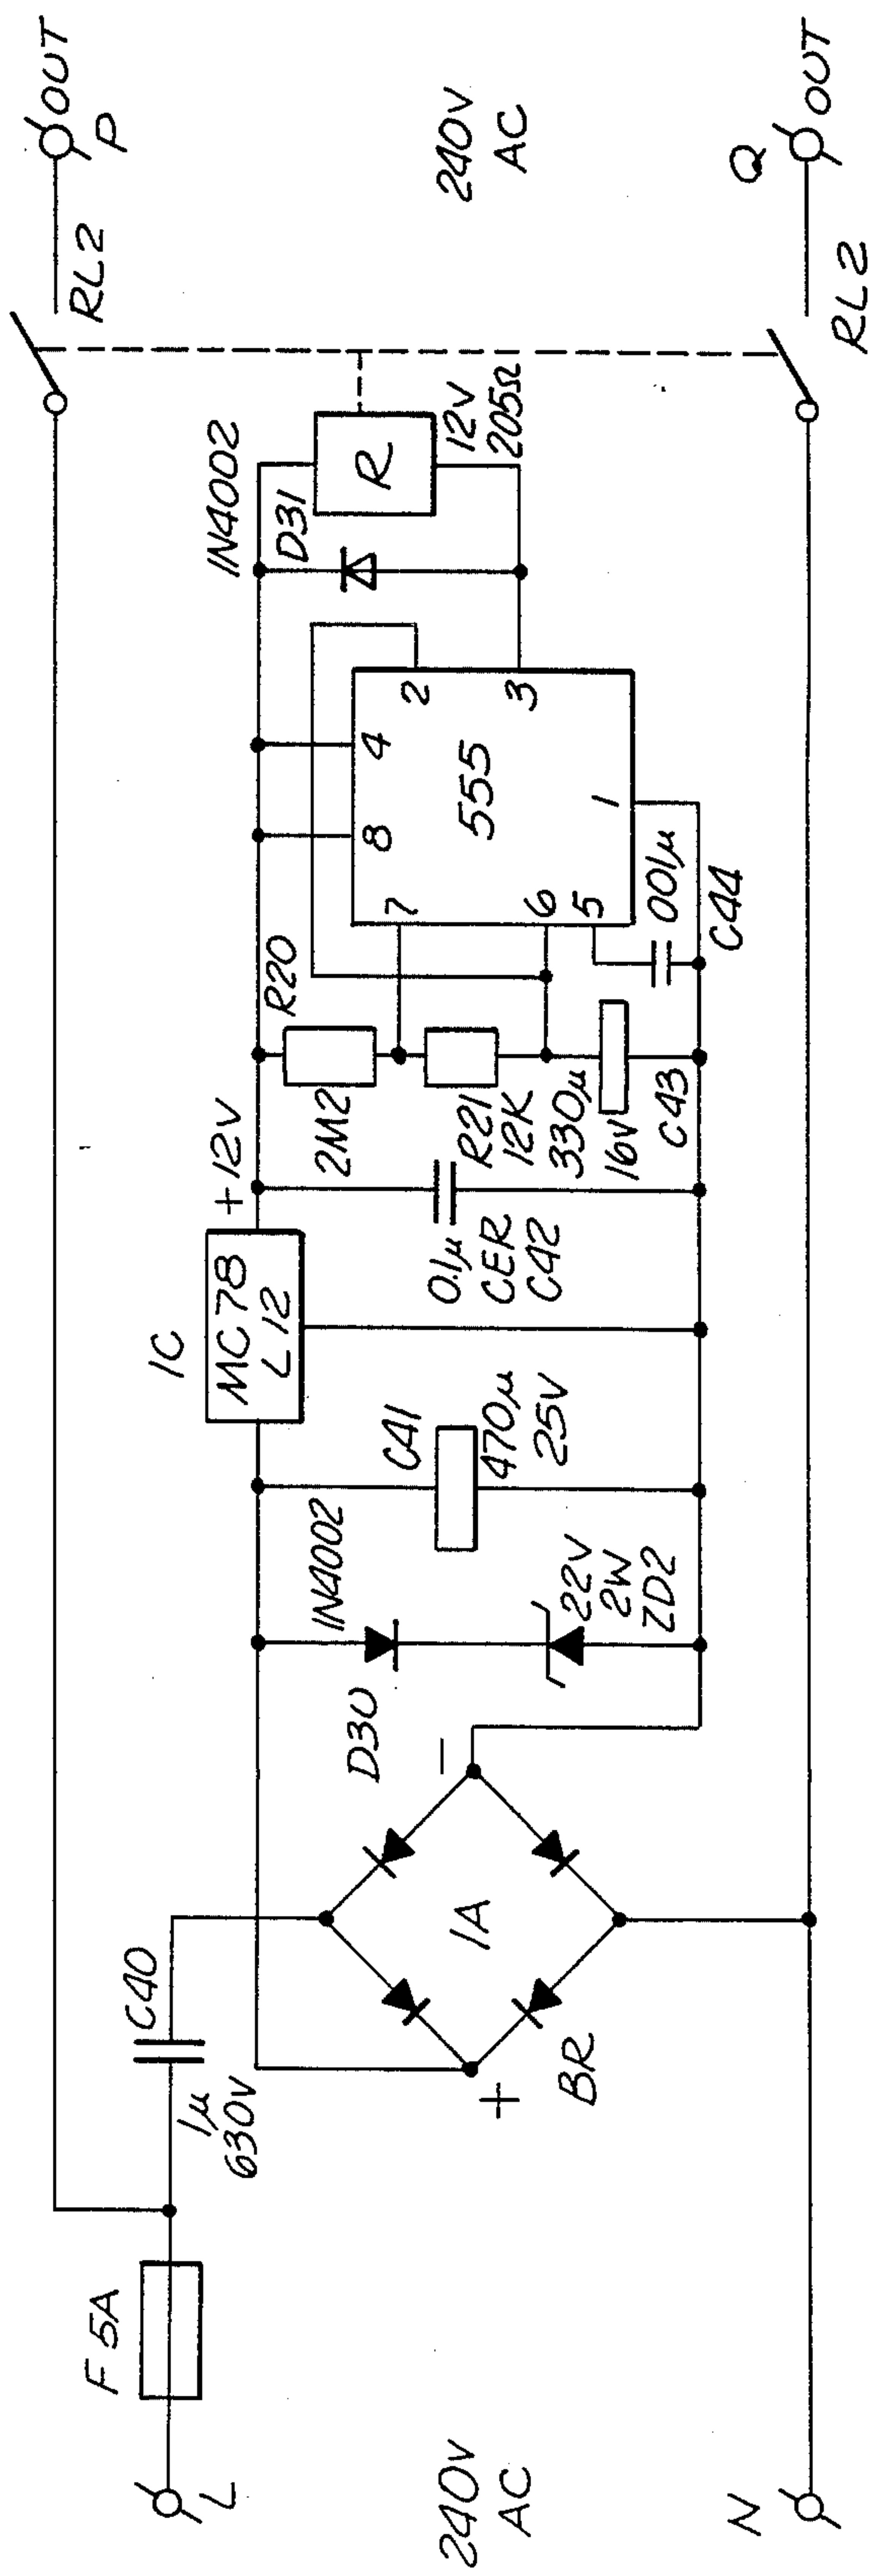 L
240V
AC
N
F 5A
1μ
630V
C40
+
BR
1A
−
D30
1N4002
22V
2W
ZD2
C41
470μ
25V
IC
MC78
L12
+12V
0.1μ
CER
C42
2M2
R20
R21
12K
330μ
16V
C43
7
6
5
8
4
555
1
2
3
001μ
C44
1N4002
D31
R
12V
205Ω
RL2
RL2
OUT
P
240V
AC
Q
OUT